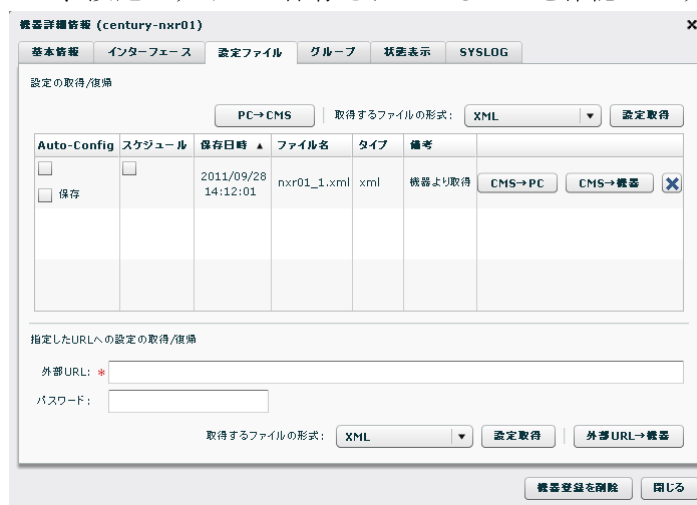 機器詳細情報 (century-nxr01)
基本情報 インターフェース 設定ファイル グループ 状態表示 SYSLOG
設定の取得/復帰
PC→CMS 取得するファイルの形式: XML 設定取得
Auto-Config スケジュール 保存日時 ▲ ファイル名 タイプ 備考
2011/09/28
14:12:01
nxr01_1.xml xml 機器より取得 CMS→PC CMS→機器
保存
指定したURLへの設定の取得/復帰
外部URL: *
パスワード:
取得するファイルの形式: XML 設定取得 外部URL→機器
機器登録を削除 閉じる